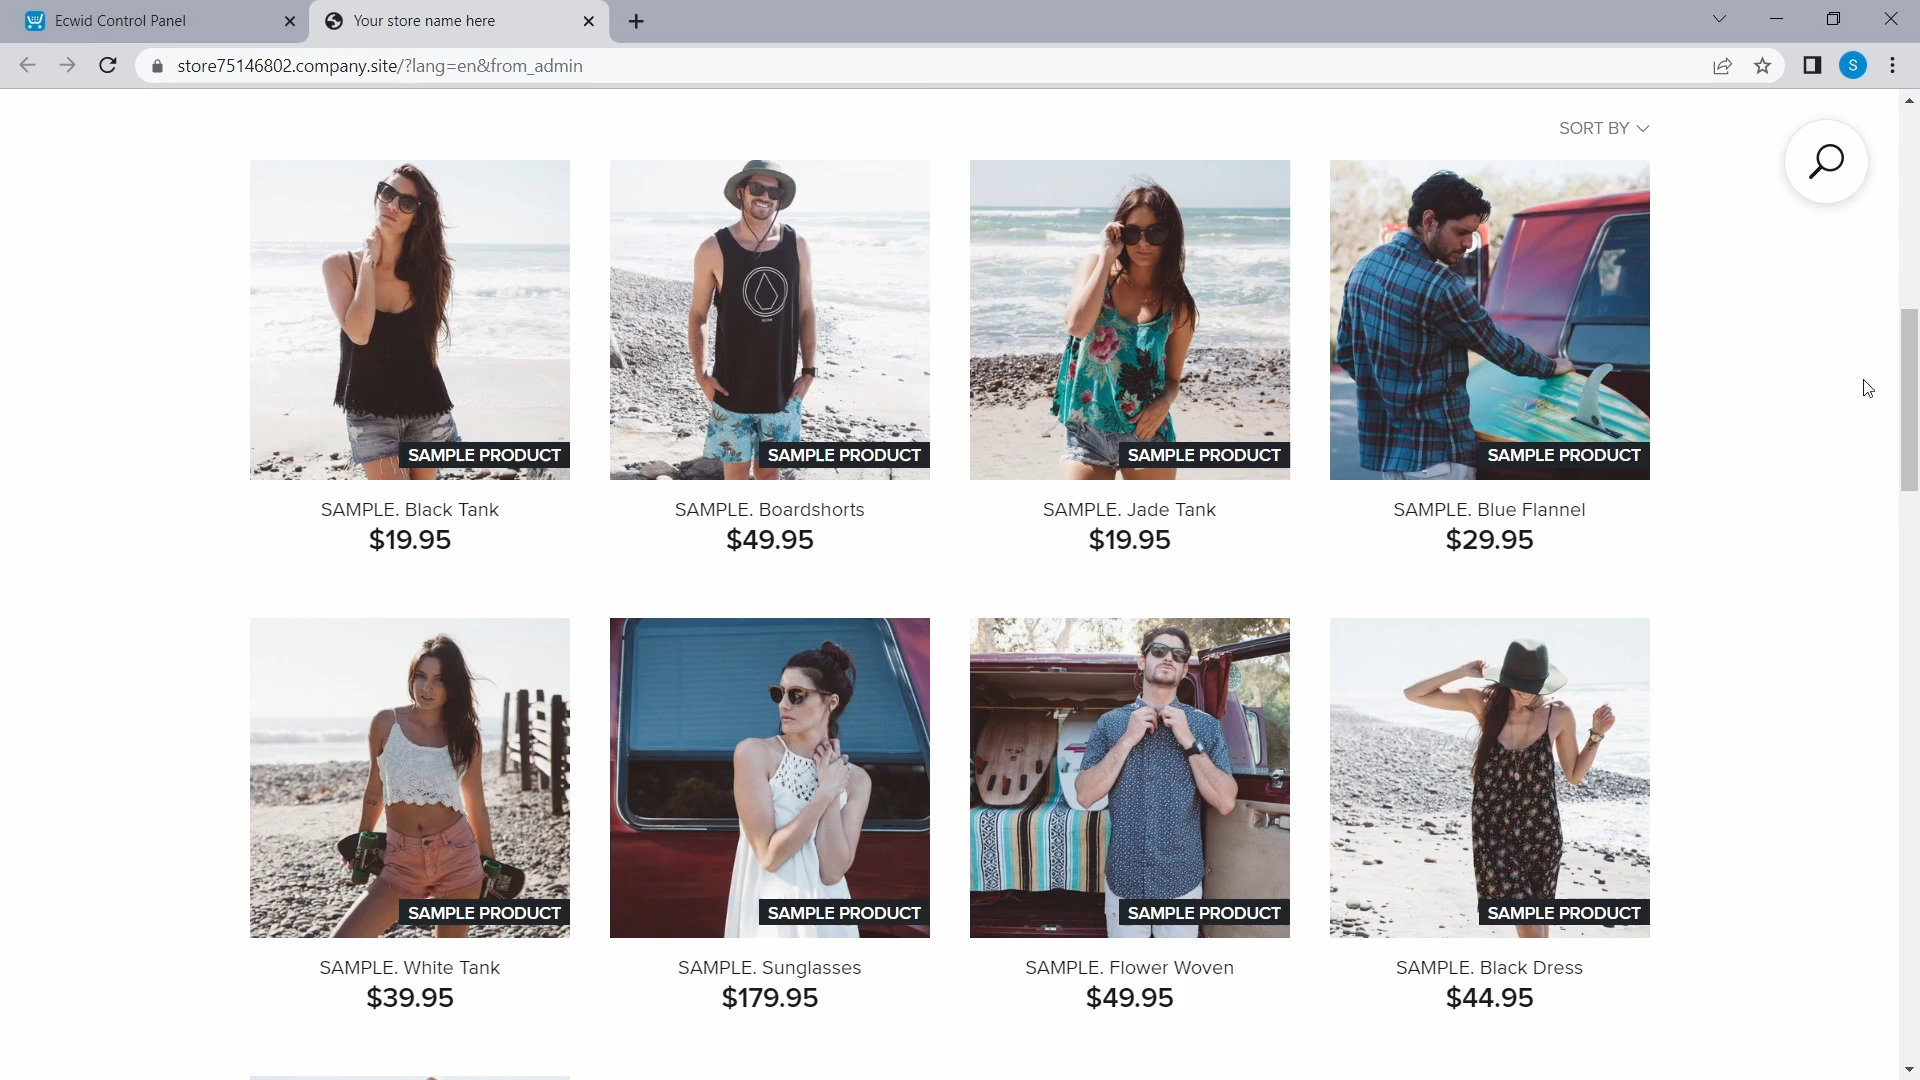 Ecwid Control Panel
Your store name here
store75146802.company.site/?lang=en&from_admin
S
SORT BY
SAMPLE PRODUCT
SAMPLE PRODUCT
SAMPLE PRODUCT
SAMPLE PRODUCT
SAMPLE. Black Tank
$19.95
SAMPLE. Boardshorts
$49.95
SAMPLE. Jade Tank
$19.95
SAMPLE. Blue Flannel
$29.95
SAMPLE PRODUCT
SAMPLE PRODUCT
SAMPLE PRODUCT
SAMPLE PRODUCT
SAMPLE. White Tank
$39.95
SAMPLE. Sunglasses
$179.95
SAMPLE. Flower Woven
$49.95
SAMPLE. Black Dress
$44.95